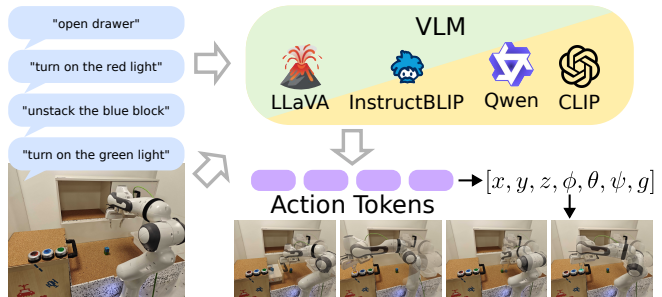 "open drawer"
"turn on the red light"
"unstack the blue block"
"turn on the green light"
VLM
LLaVA
InstructBLIP
Qwen
CLIP
Action Tokens
[x, y, z, ϕ, θ, ψ, g]